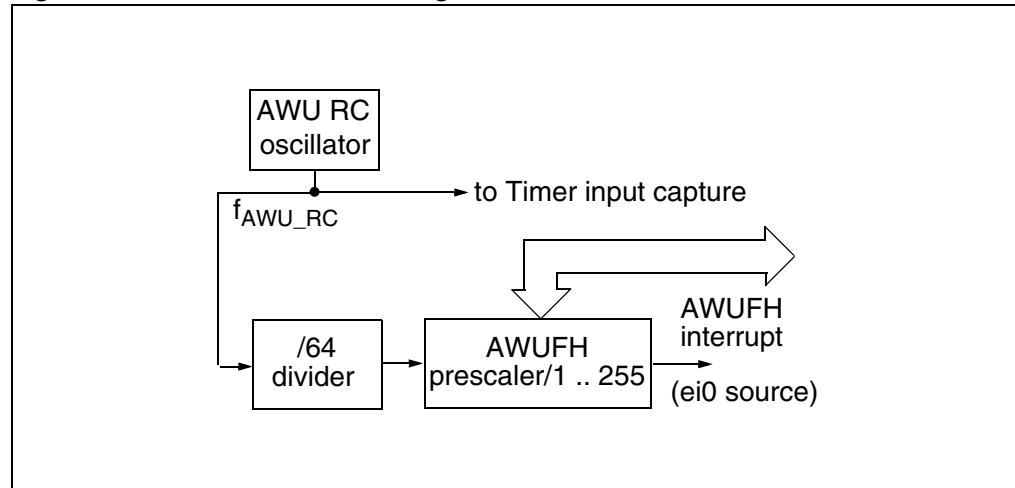 AWU RC
oscillator
to Timer input capture
fAWU_RC
AWUFH
interrupt
/64
divider
AWUFH
prescaler/1 .. 255
(ei0 source)